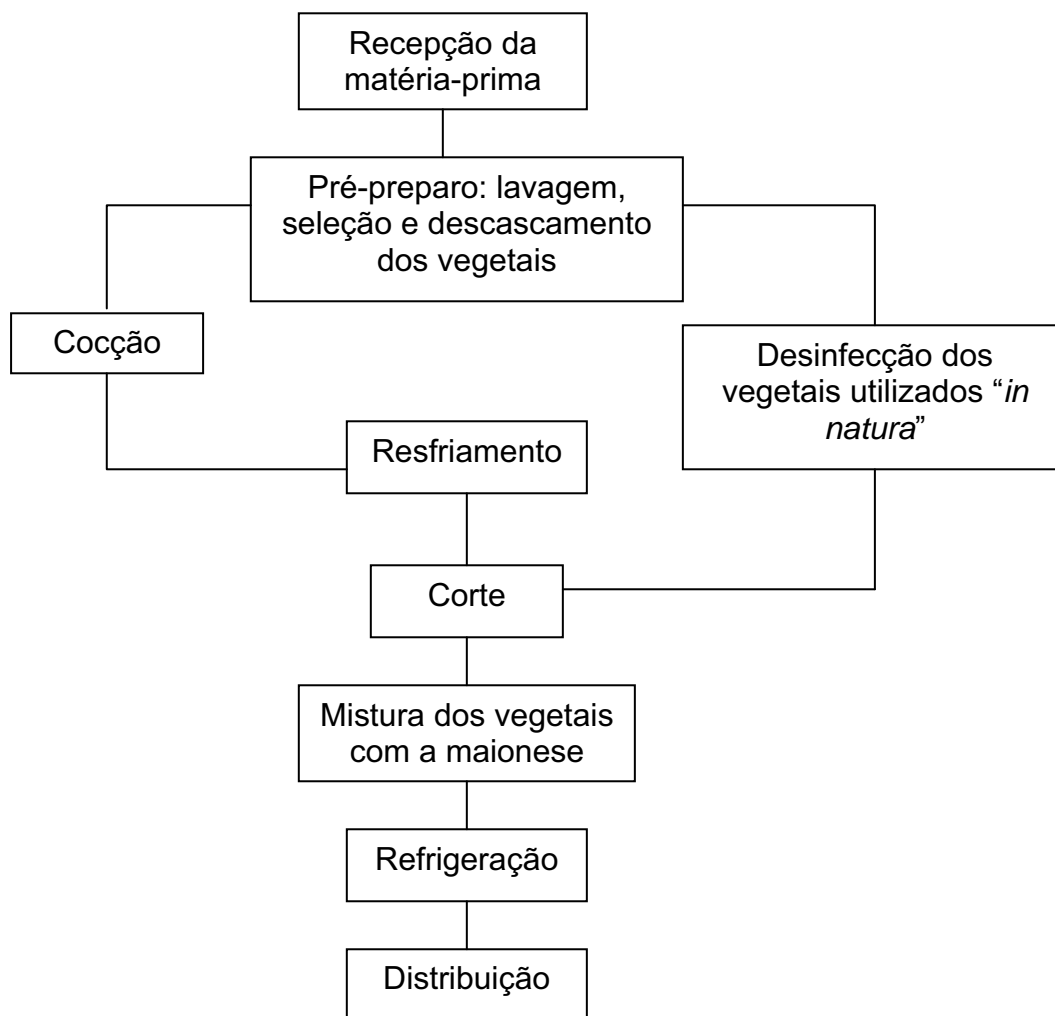 Recepção da
matéria-prima
Pré-preparo: lavagem,
seleção e descascamento
dos vegetais
Cocção
Desinfecção dos
vegetais utilizados “in
natura”
Resfriamento
Corte
Mistura dos vegetais
com a maionese
Refrigeração
Distribuição